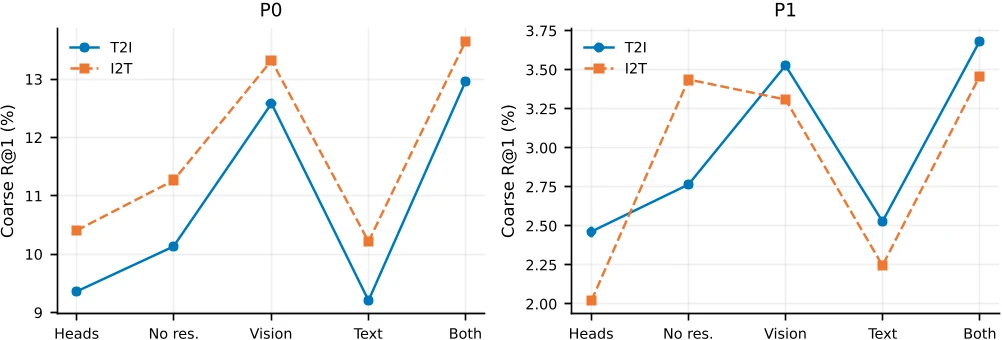 P0
Coarse R@1 (%)
T2I
I2T
13
12
11
10
9
Heads
No res.
Vision
Text
Both
P1
Coarse R@1 (%)
T2I
I2T
3.75
3.50
3.25
3.00
2.75
2.50
2.25
2.00
Heads
No res.
Vision
Text
Both